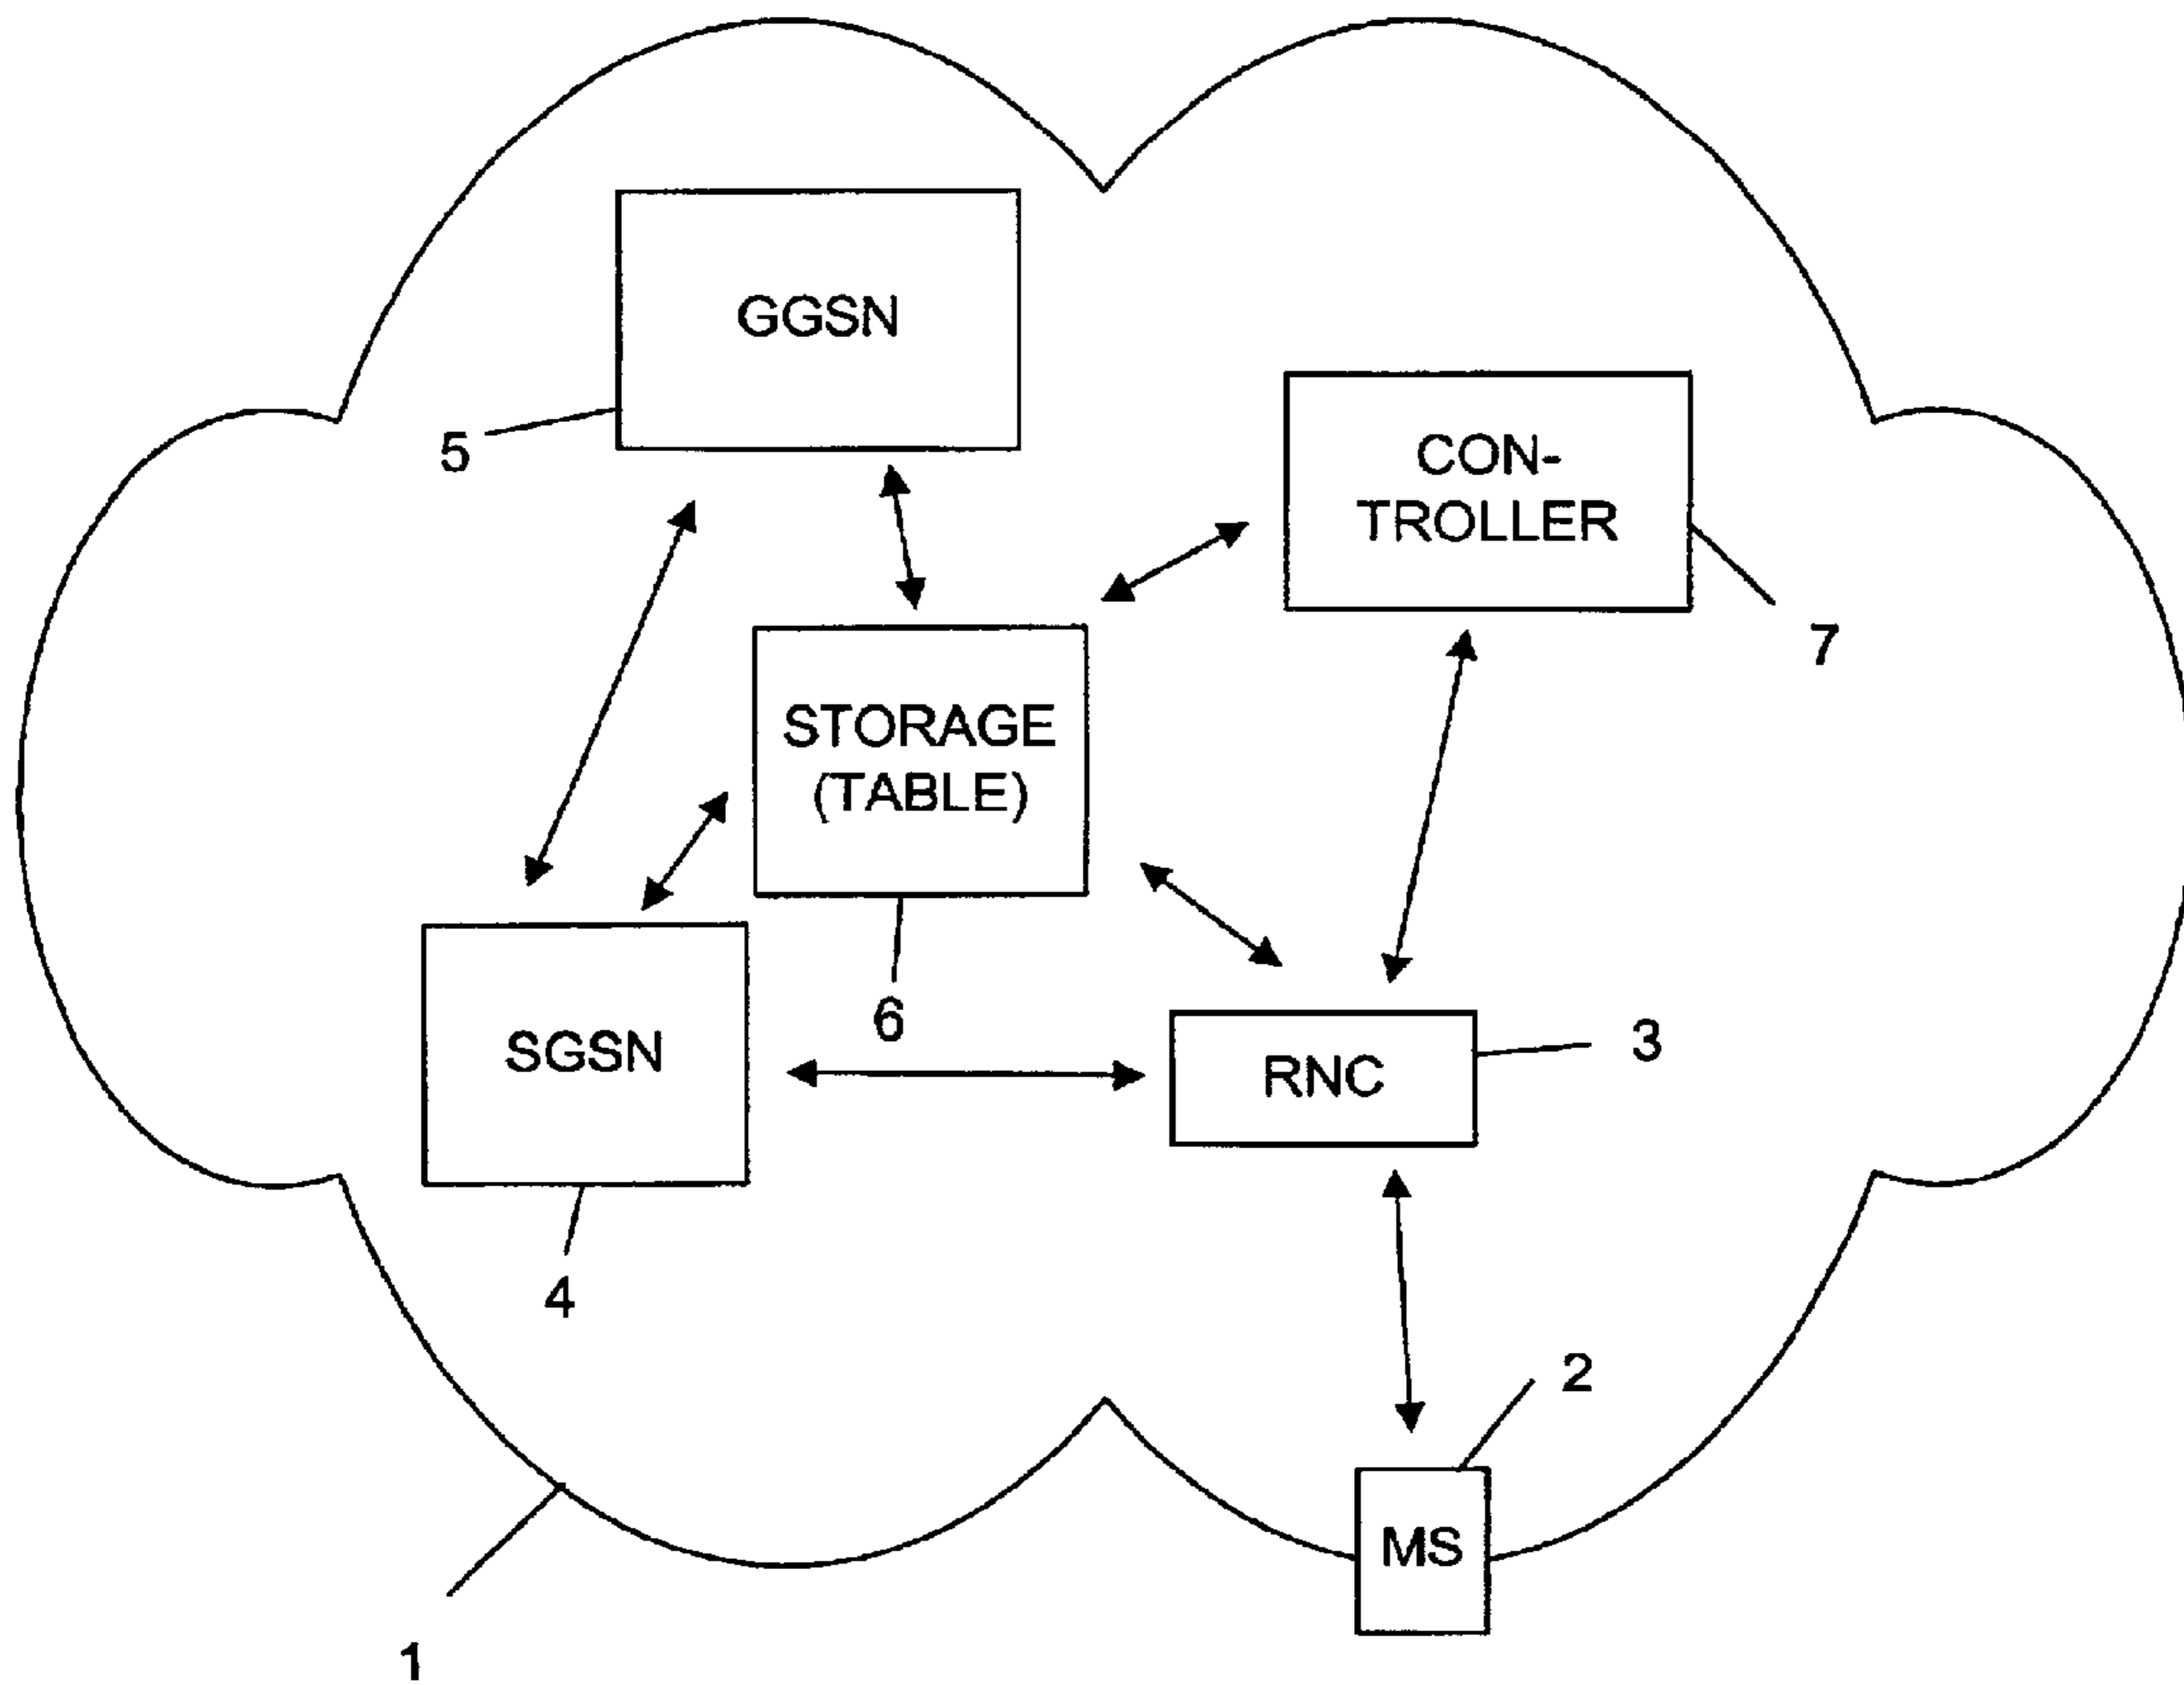 GGSN
5
CON-
TROLLER
7
STORAGE
(TABLE)
6
SGSN
4
RNC
3
2
MS
1